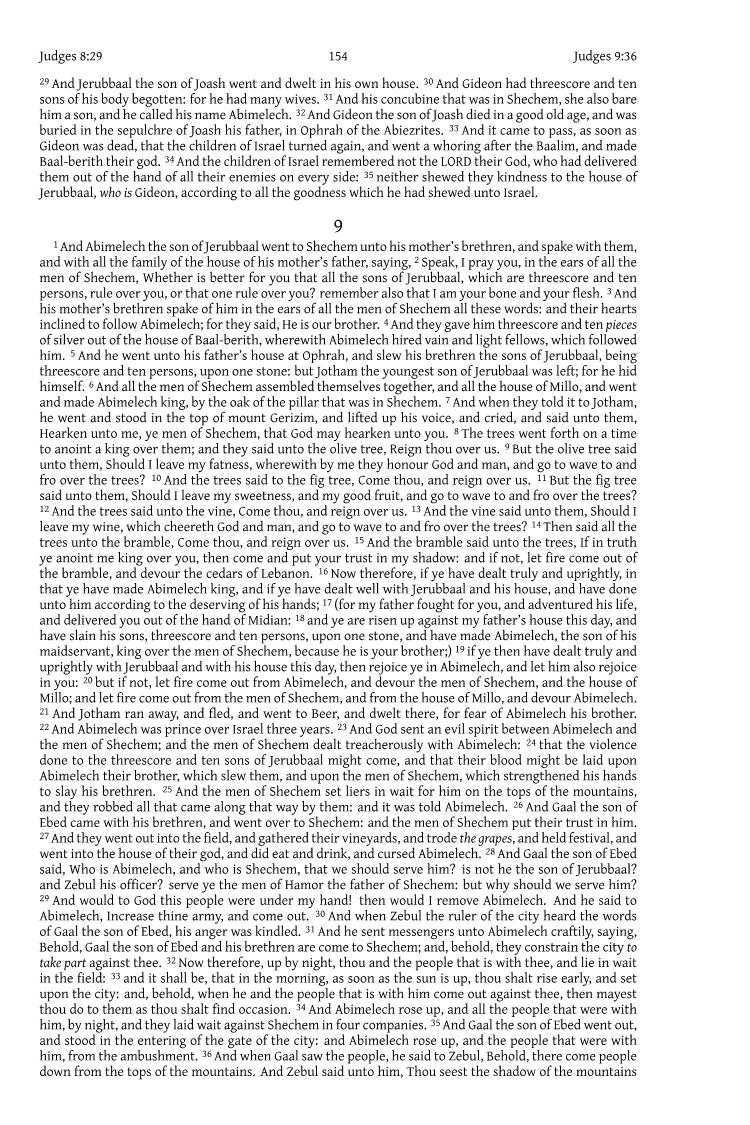 Judges 8:29 154 Judges 9:36
29 And Jerubbaal the son of Joash went and dwelt in his own house. 30 And Gideon had threescore and ten
sons of his body begotten: for he had many wives. 31 And his concubine that was in Shechem, she also bare
him a son, and he called his name Abimelech. 32 And Gideon the son of Joash died in a good old age, and was
buried in the sepulchre of Joash his father, in Ophrah of the Abiezrites. 33 And it came to pass, as soon as
Gideon was dead, that the children of Israel turned again, and went a whoring after the Baalim, and made
Baal-berith their god. 34 And the children of Israel remembered not the LORD their God, who had delivered
them out of the hand of all their enemies on every side: 35 neither shewed they kindness to the house of
Jerubbaal, who is Gideon, according to all the goodness which he had shewed unto Israel.
9
1 And Abimelech the son of Jerubbaal went to Shechem unto his mother's brethren, and spake with them,
and with all the family of the house of his mother's father, saying, 2 Speak, I pray you, in the ears of all the
men of Shechem, Whether is better for you that all the sons of Jerubbaal, which are threescore and ten
persons, rule over you, or that one rule over you? remember also that I am your bone and your flesh. 3 And
his mother's brethren spake of him in the ears of all the men of Shechem all these words: and their hearts
inclined to follow Abimelech; for they said, He is our brother. 4 And they gave him threescore and ten pieces
of silver out of the house of Baal-berith, wherewith Abimelech hired vain and light fellows, which followed
him. 5 And he went unto his father's house at Ophrah, and slew his brethren the sons of Jerubbaal, being
threescore and ten persons, upon one stone: but Jotham the youngest son of Jerubbaal was left; for he hid
himself. 6 And all the men of Shechem assembled themselves together, and all the house of Millo, and went
and made Abimelech king, by the oak of the pillar that was in Shechem. 7 And when they told it to Jotham,
he went and stood in the top of mount Gerizim, and lifted up his voice, and cried, and said unto them,
Hearken unto me, ye men of Shechem, that God may hearken unto you. 8 The trees went forth on a time
to anoint a king over them; and they said unto the olive tree, Reign thou over us. 9 But the olive tree said
unto them, Should I leave my fatness, wherewith by me they honour God and man, and go to wave to and
fro over the trees? 10 And the trees said to the fig tree, Come thou, and reign over us. 11 But the fig tree
said unto them, Should I leave my sweetness, and my good fruit, and go to wave to and fro over the trees?
12 And the trees said unto the vine, Come thou, and reign over us. 13 And the vine said unto them, Should I
leave my wine, which cheereth God and man, and go to wave to and fro over the trees? 14 Then said all the
trees unto the bramble, Come thou, and reign over us. 15 And the bramble said unto the trees, If in truth
ye anoint me king over you, then come and put your trust in my shadow: and if not, let fire come out of
the bramble, and devour the cedars of Lebanon. 16 Now therefore, if ye have dealt truly and uprightly, in
that ye have made Abimelech king, and if ye have dealt well with Jerubbaal and his house, and have done
unto him according to the deserving of his hands; 17 (for my father fought for you, and adventured his life,
and delivered you out of the hand of Midian: 18 and ye are risen up against my father's house this day, and
have slain his sons, threescore and ten persons, upon one stone, and have made Abimelech, the son of his
maidservant, king over the men of Shechem, because he is your brother;) 19 if ye then have dealt truly and
uprightly with Jerubbaal and with his house this day, then rejoice ye in Abimelech, and let him also rejoice
in you: 20 but if not, let fire come out from Abimelech, and devour the men of Shechem, and the house of
Millo; and let fire come out from the men of Shechem, and from the house of Millo, and devour Abimelech.
21 And Jotham ran away, and fled, and went to Beer, and dwelt there, for fear of Abimelech his brother.
22 And Abimelech was prince over Israel three years. 23 And God sent an evil spirit between Abimelech and
the men of Shechem; and the men of Shechem dealt treacherously with Abimelech: 24 that the violence
done to the threescore and ten sons of Jerubbaal might come, and that their blood might be laid upon
Abimelech their brother, which slew them, and upon the men of Shechem, which strengthened his hands
to slay his brethren. 25 And the men of Shechem set liers in wait for him on the tops of the mountains,
and they robbed all that came along that way by them: and it was told Abimelech. 26 And Gaal the son of
Ebed came with his brethren, and went over to Shechem: and the men of Shechem put their trust in him.
27 And they went out into the field, and gathered their vineyards, and trode the grapes, and held festival, and
went into the house of their god, and did eat and drink, and cursed Abimelech. 28 And Gaal the son of Ebed
said, Who is Abimelech, and who is Shechem, that we should serve him? is not he the son of Jerubbaal?
and Zebul his officer? serve ye the men of Hamor the father of Shechem: but why should we serve him?
29 And would to God this people were under my hand! then would I remove Abimelech. And he said to
Abimelech, Increase thine army, and come out. 30 And when Zebul the ruler of the city heard the words
of Gaal the son of Ebed, his anger was kindled. 31 And he sent messengers unto Abimelech craftily, saying,
Behold, Gaal the son of Ebed and his brethren are come to Shechem; and, behold, they constrain the city to
take part against thee. 32 Now therefore, up by night, thou and the people that is with thee, and lie in wait
in the field: 33 and it shall be, that in the morning, as soon as the sun is up, thou shalt rise early, and set
upon the city: and, behold, when he and the people that is with him come out against thee, then mayest
thou do to them as thou shalt find occasion. 34 And Abimelech rose up, and all the people that were with
him, by night, and they laid wait against Shechem in four companies. 35 And Gaal the son of Ebed went out,
and stood in the entering of the gate of the city: and Abimelech rose up, and the people that were with
him, from the ambushment. 36 And when Gaal saw the people, he said to Zebul, Behold, there come people
down from the tops of the mountains. And Zebul said unto him, Thou seest the shadow of the mountains